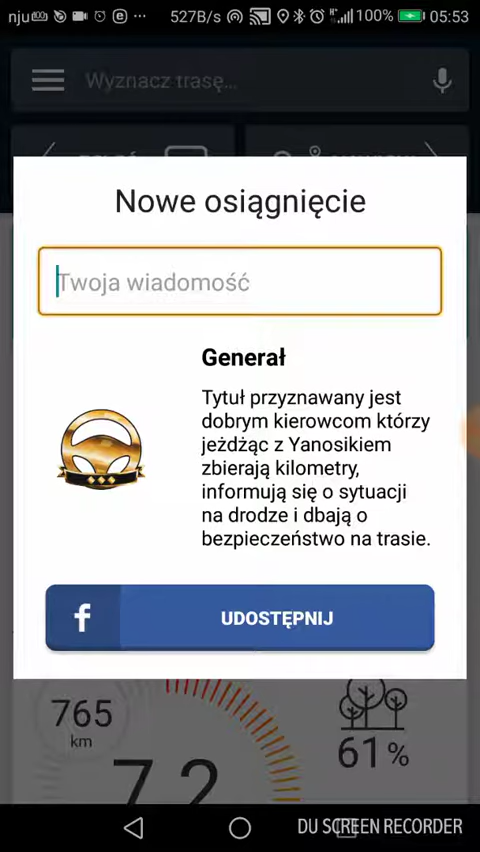 nju 527B/s 100% 05:53
Wyznacz trasę...
Nowe osiągnięcie
Twoja wiadomość
Generał
Tytuł przyznawany jest
dobrym kierowcom którzy
jeżdżąc z Yanosikiem
zbierają kilometry,
informują się o sytuacji
na drodze i dbają o
bezpieczeństwo na trasie.
f UDOSTĘPNIJ
765
km
7.2
61%
DU SCREEN RECORDER